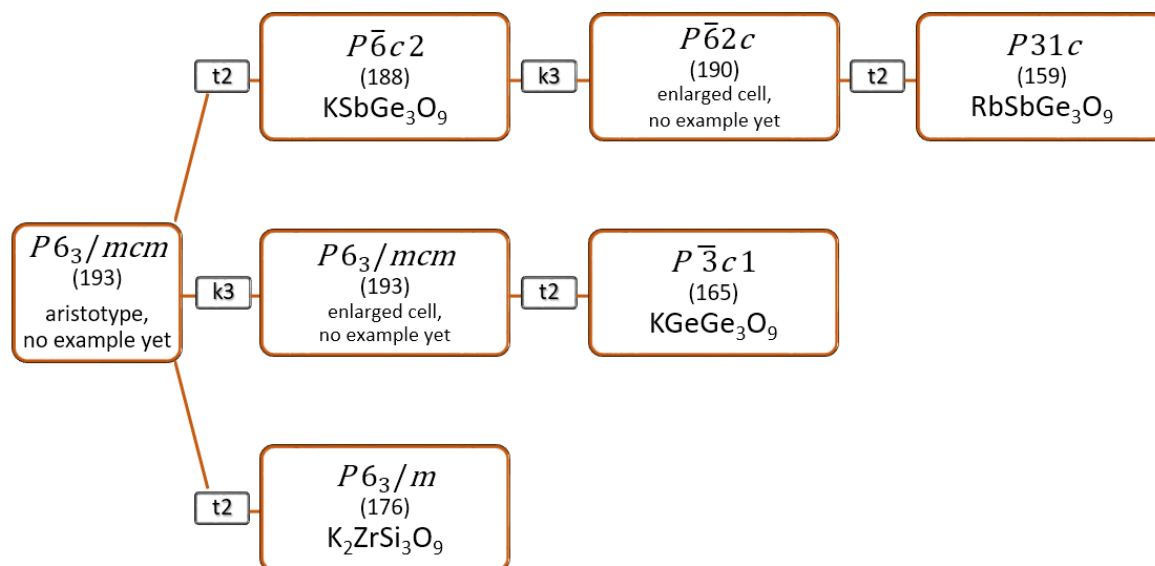 P6̅c2
(188)
KSbGe₃O₉
t2
k3
P6̅2c
(190)
enlarged cell,
no example yet
t2
P31c
(159)
RbSbGe₃O₉
P6₃/mcm
(193)
aristotype,
no example yet
k3
P6₃/mcm
(193)
enlarged cell,
no example yet
t2
P3̅c1
(165)
KGeGe₃O₉
t2
P6₃/m
(176)
K₂ZrSi₃O₉